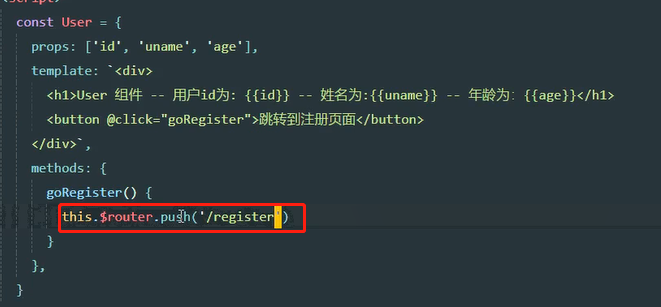 <script>
const User = {
props: ['id', 'uname', 'age'],
template: `<div>
<h1>User 组件 -- 用户id为: {{id}} -- 姓名为:{{uname}} -- 年龄为: {{age}}</h1>
<button @click="goRegister">跳转到注册页面</button>
</div>`,
methods: {
goRegister() {
this.$router.push('/register')
}
},
}